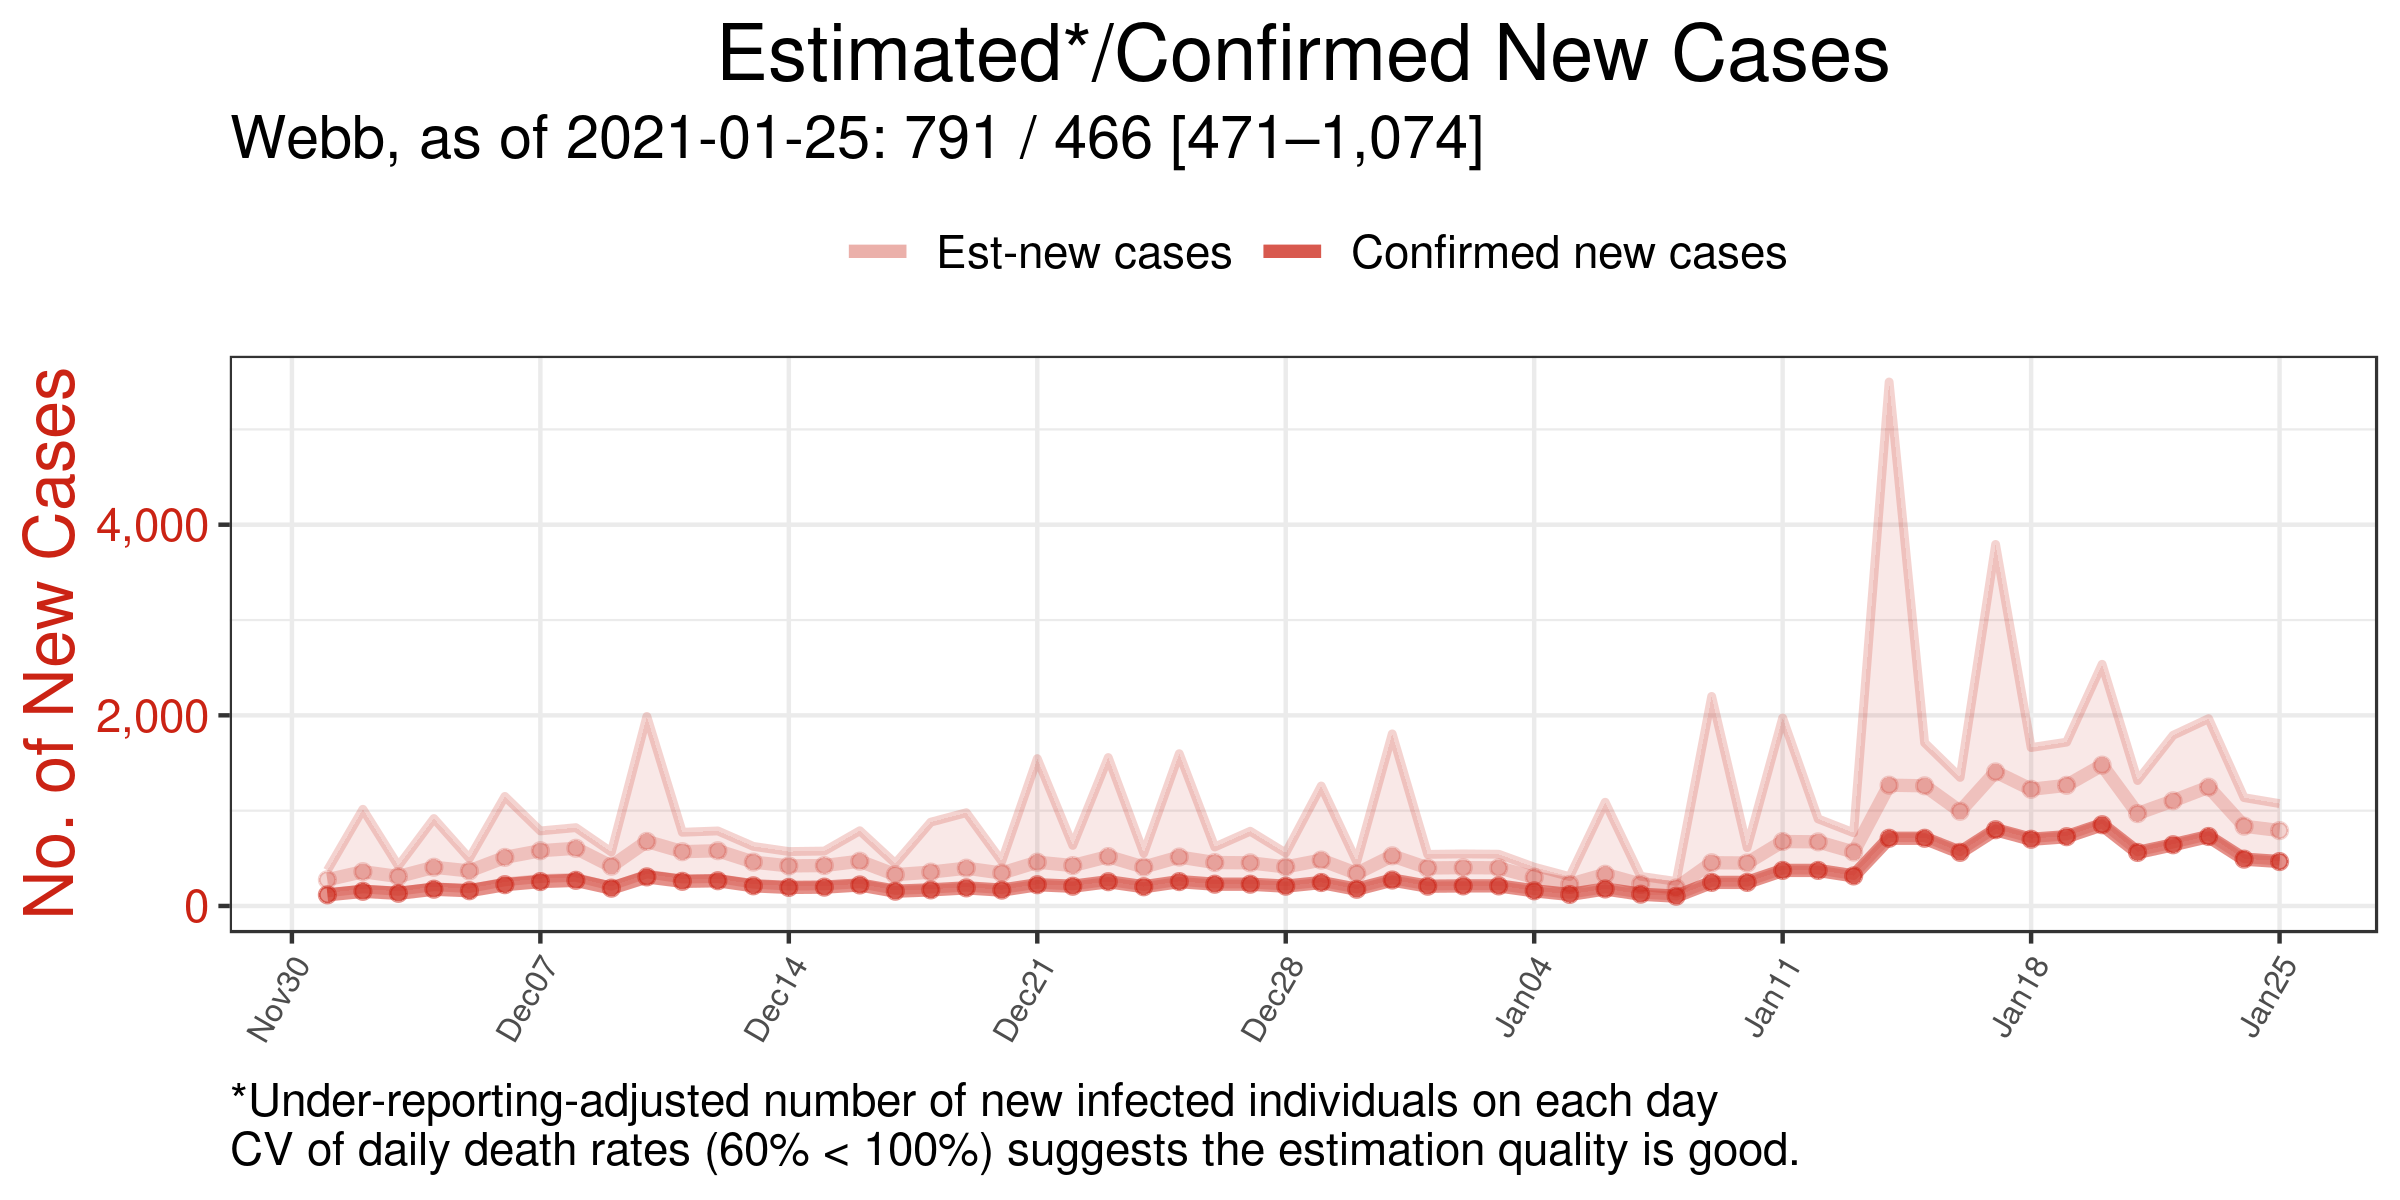 Estimated*/Confirmed New Cases
Webb, as of 2021-01-25: 791 / 466 [471–1,074]
Est-new cases
Confirmed new cases
No. of New Cases
4,000
2,000
0
Nov30
Dec07
Dec14
Dec21
Dec28
Jan04
Jan11
Jan18
Jan25
*Under-reporting-adjusted number of new infected individuals on each day
CV of daily death rates (60% < 100%) suggests the estimation quality is good.